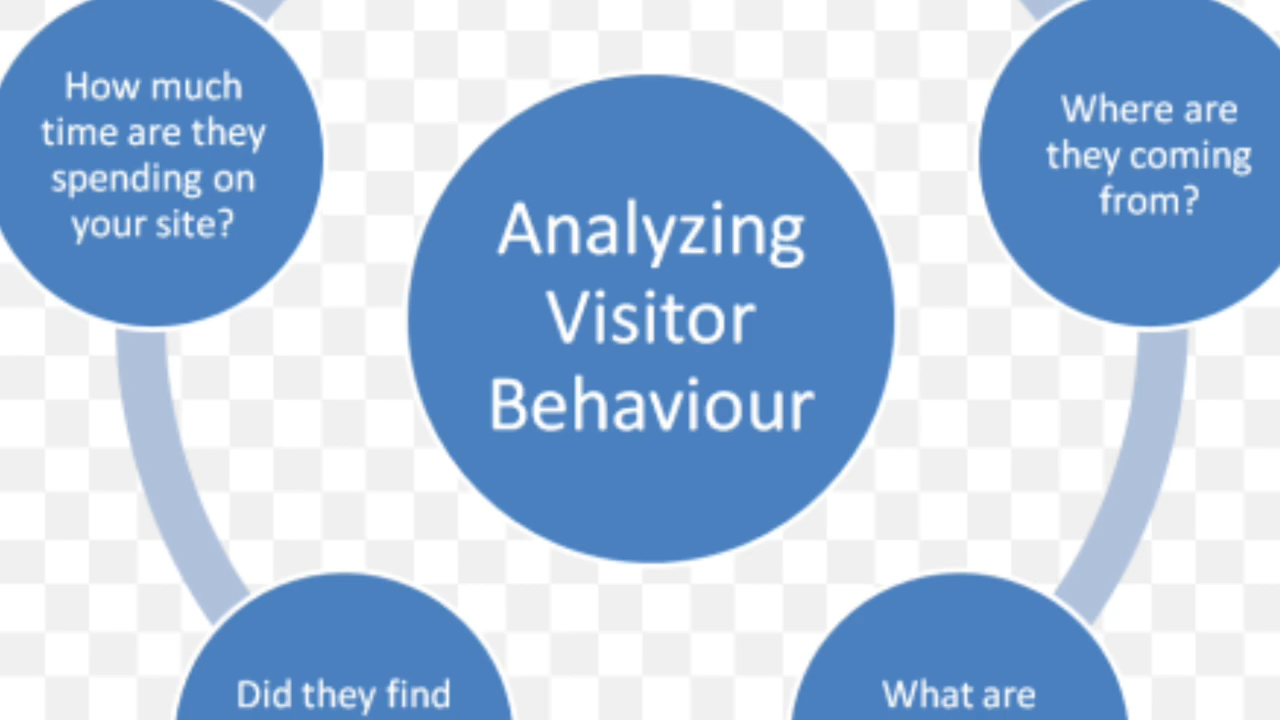 How much
time are they
spending on
your site?
Where are
they coming
from?
Analyzing
Visitor
Behaviour
Did they find
What are